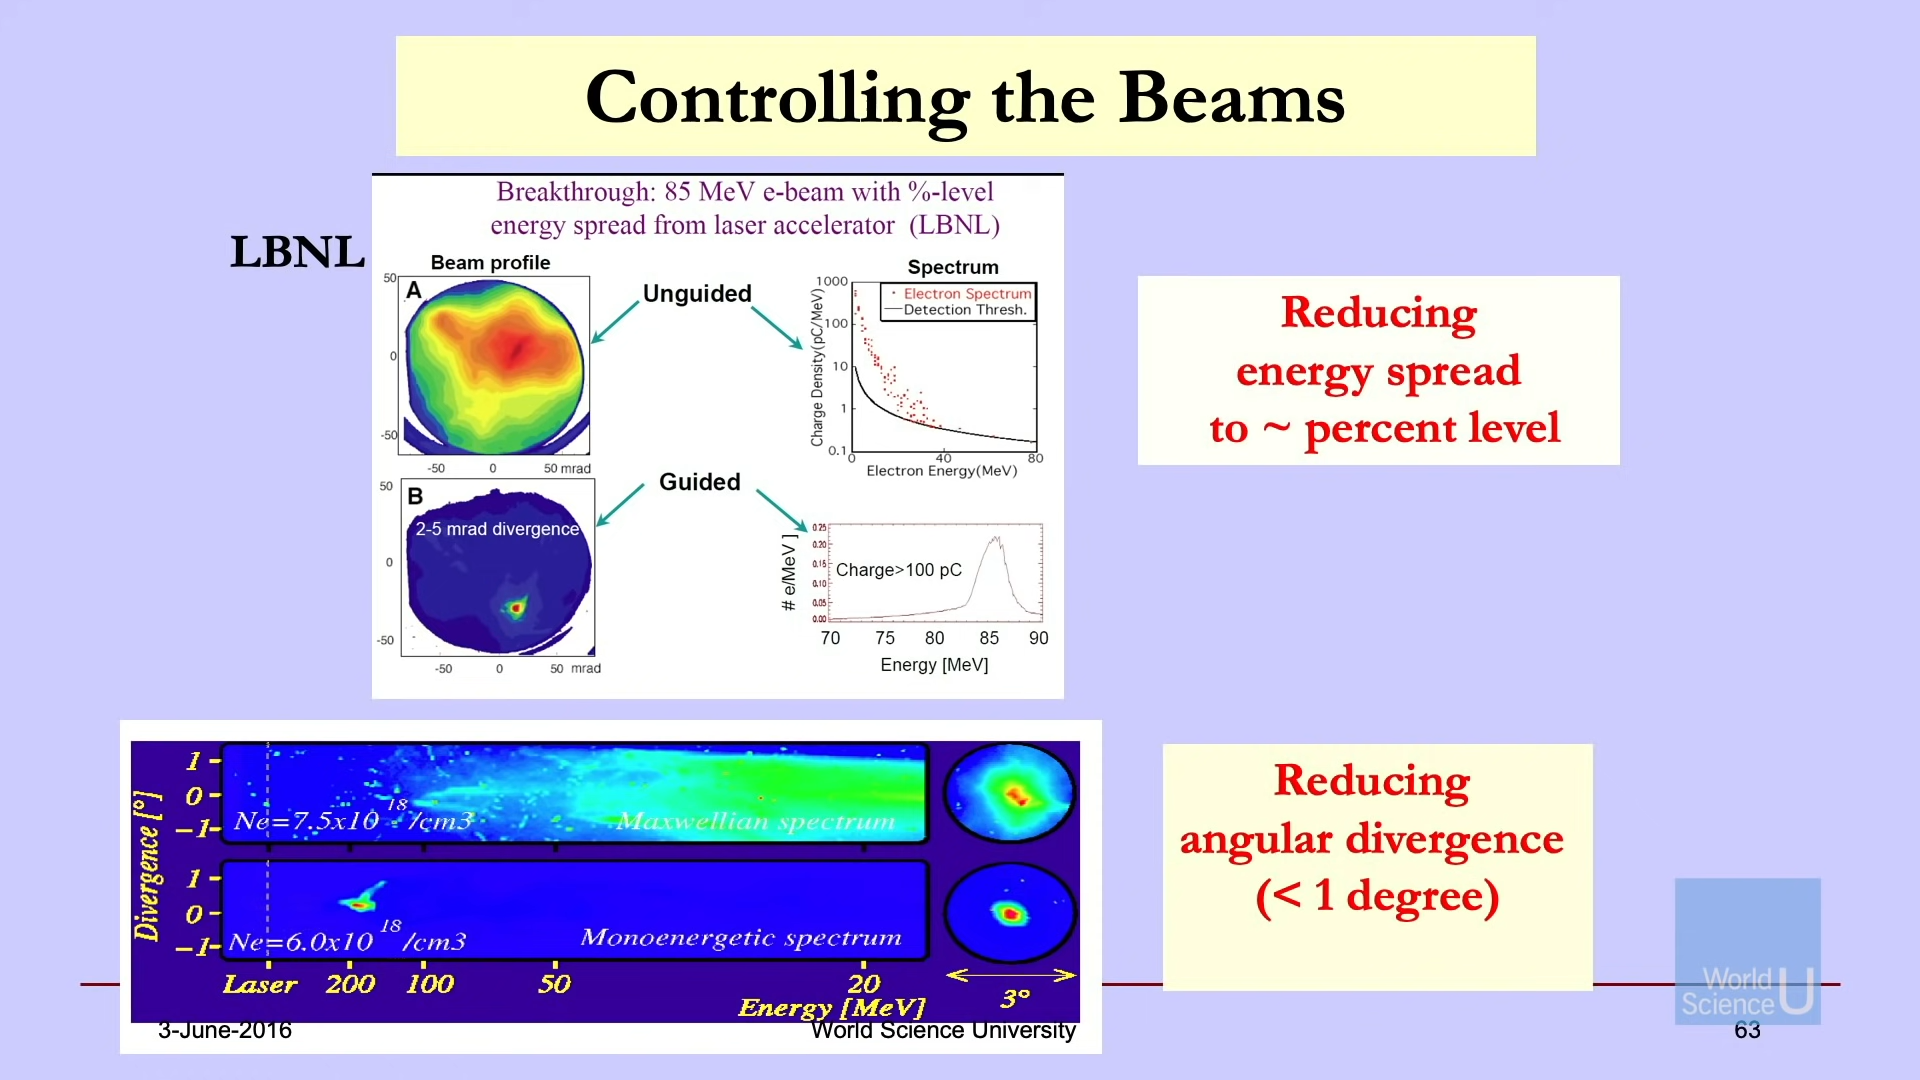 Controlling the Beams
LBNL
Breakthrough: 85 MeV e-beam with %-level
energy spread from laser accelerator (LBNL)
Beam profile
50
0
-50
A
-50 0 50 mrad
Unguided
Spectrum
Electron Spectrum
Detection Thresh.
Charge Density(pC/MeV)
1000
100
10
1
0.1
0 40 80
Electron Energy(MeV)
50
0
-50
B
2-5 mrad divergence
-50 0 50 mrad
Guided
# e/MeV ]
0.25
0.20
0.15
0.10
0.05
0.00
Charge>100 pC
70 75 80 85 90
Energy [MeV]
Reducing
energy spread
to ~ percent level
Divergence [°]
1
0
-1
Ne=7.5x10 18 /cm3
Maxwellian spectrum
1
0
-1
Ne=6.0x10 18 /cm3
Monoenergetic spectrum
Laser 200 100 50 20
Energy [MeV]
3°
Reducing
angular divergence
(< 1 degree)
World
Science U
3-June-2016
World Science University
63